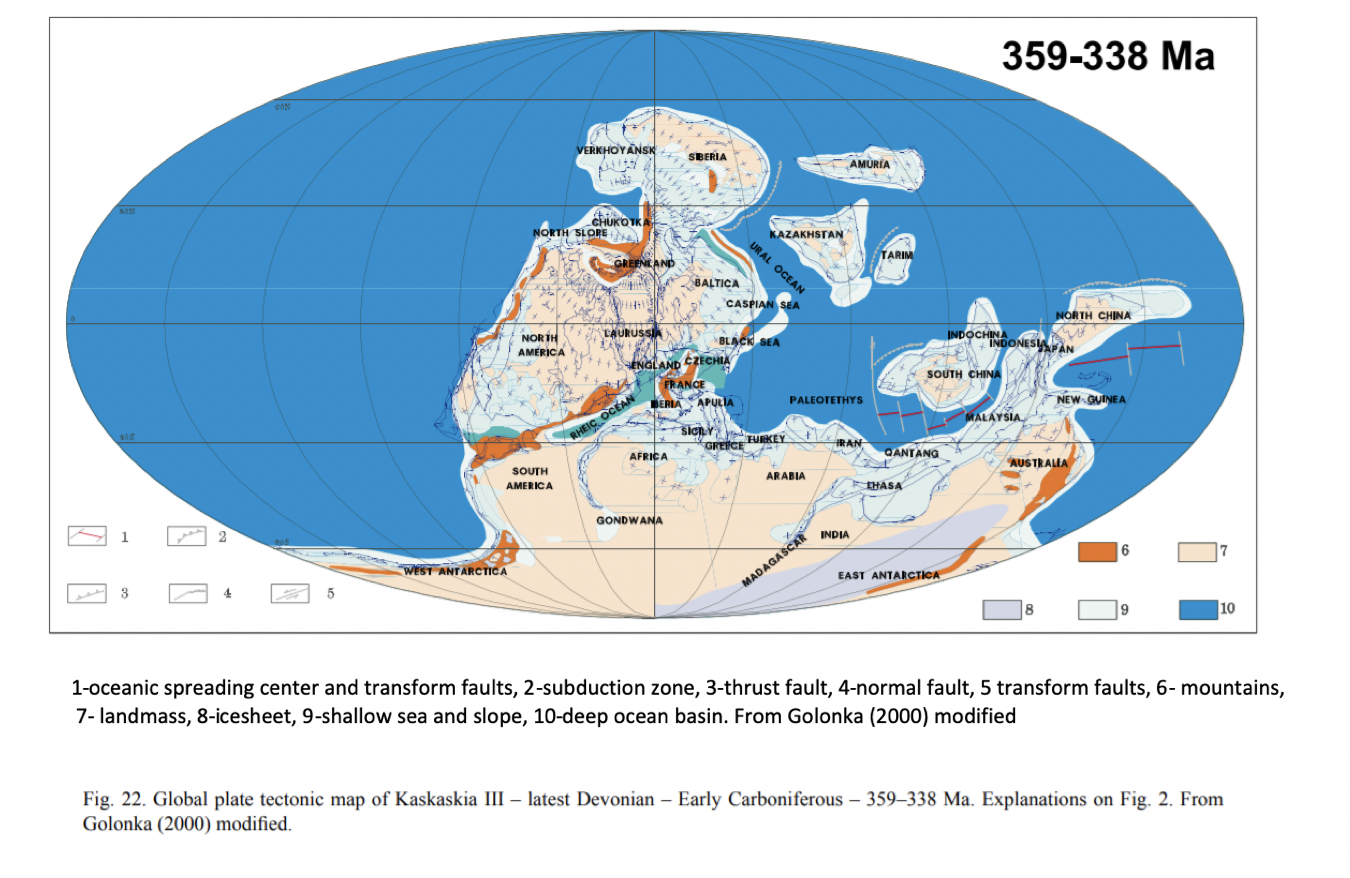 359-338 Ma
VERKHOYANSK
SIBERIA
AMURIA
CHUKOTKA
NORTH SLORE
KAZAKHSTAN
GREENLAND
URAL OCEAN
TARIM
BALTICA
CASPIAN SEA
NORTH CHINA
LAURUSSIA
NORTH
AMERICA
BLACK SEA
INDOCHINA
INDONESIA
JAPAN
ENGLAND
CZECHIA
SOUTH CHINA
FRANCE
IBERIA
APULIA
PALEOTETHYS
NEW GUINEA
RHEIC OCEAN
MALAYSIA
SICILY
GREECE
TURKEY
IRAN
QANTANG
AFRICA
SOUTH
AMERICA
ARABIA
AUSTRALIA
LHASA
GONDWANA
INDIA
MADAGASCAR
WEST ANTARCTICA
EAST ANTARCTICA
0
1
2
3
4
5
6
7
8
9
10
1-oceanic spreading center and transform faults, 2-subduction zone, 3-thrust fault, 4-normal fault, 5 transform faults, 6- mountains,
7- landmass, 8-icesheet, 9-shallow sea and slope, 10-deep ocean basin. From Golonka (2000) modified
Fig. 22. Global plate tectonic map of Kaskaskia III – latest Devonian – Early Carboniferous – 359–338 Ma. Explanations on Fig. 2. From
Golonka (2000) modified.